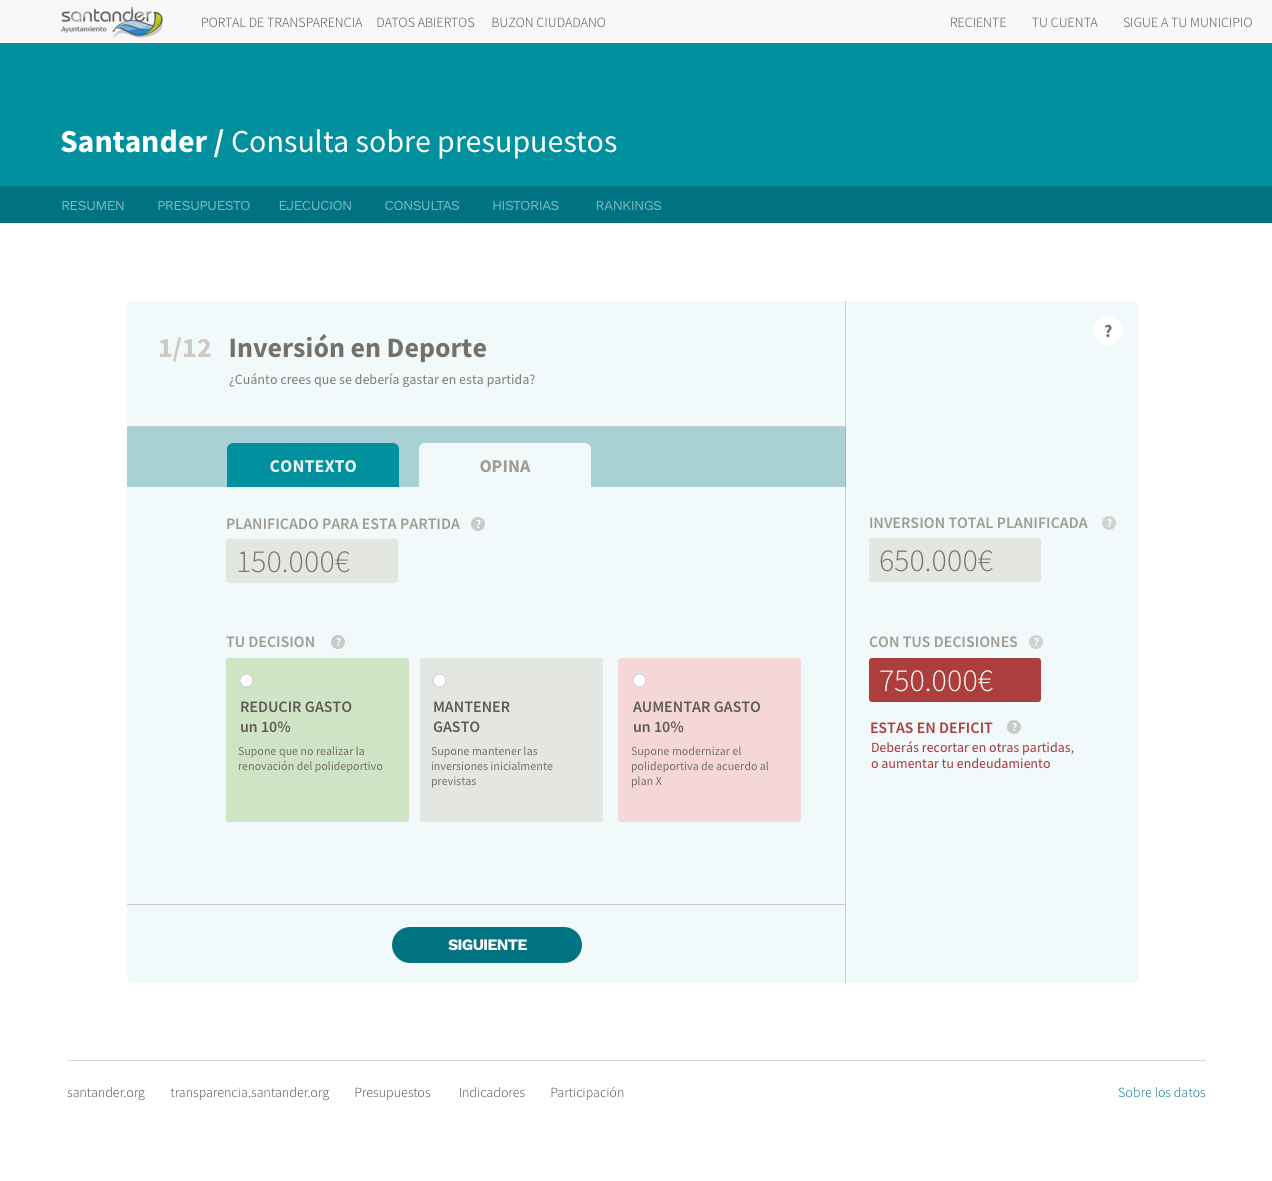 santander
Ayuntamiento
PORTAL DE TRANSPARENCIA DATOS ABIERTOS BUZON CIUDADANO RECIENTE TU CUENTA SIGUE A TU MUNICIPIO
Santander / Consulta sobre presupuestos
RESUMEN PRESUPUESTO EJECUCION CONSULTAS HISTORIAS RANKINGS
?
1/12 Inversión en Deporte
¿Cuánto crees que se debería gastar en esta partida?
CONTEXTO OPINA
PLANIFICADO PARA ESTA PARTIDA ?
150.000€
INVERSION TOTAL PLANIFICADA ?
650.000€
TU DECISION ?
REDUCIR GASTO
un 10%
Supone que no realizar la
renovación del polideportivo
MANTENER
GASTO
Supone mantener las
inversiones inicialmente
previstas
AUMENTAR GASTO
un 10%
Supone modernizar el
polideportiva de acuerdo al
plan X
CON TUS DECISIONES ?
750.000€
ESTAS EN DEFICIT ?
Deberás recortar en otras partidas,
o aumentar tu endeudamiento
SIGUIENTE
santander.org transparencia.santander.org Presupuestos Indicadores Participación Sobre los datos